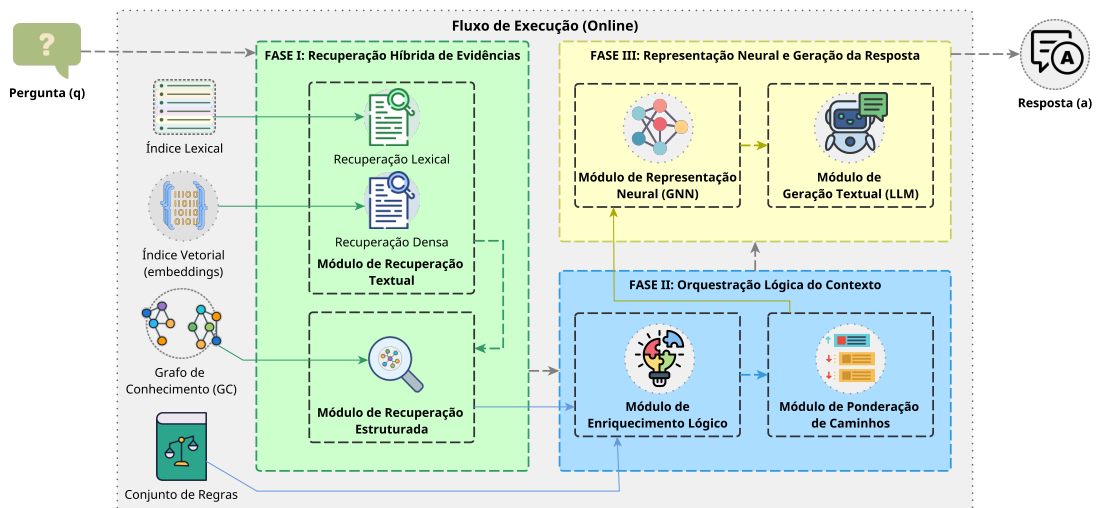 Fluxo de Execução (Online)
?
Pergunta (q)
FASE I: Recuperação Híbrida de Evidências
Índice Lexical
Recuperação Lexical
Índice Vetorial
(embeddings)
Recuperação Densa
Módulo de Recuperação
Textual
Grafo de
Conhecimento (GC)
Módulo de Recuperação
Estruturada
Conjunto de Regras
FASE III: Representação Neural e Geração da Resposta
Módulo de Representação
Neural (GNN)
Módulo de
Geração Textual (LLM)
FASE II: Orquestração Lógica do Contexto
Módulo de
Enriquecimento Lógico
Módulo de Ponderação
de Caminhos
A
Resposta (a)